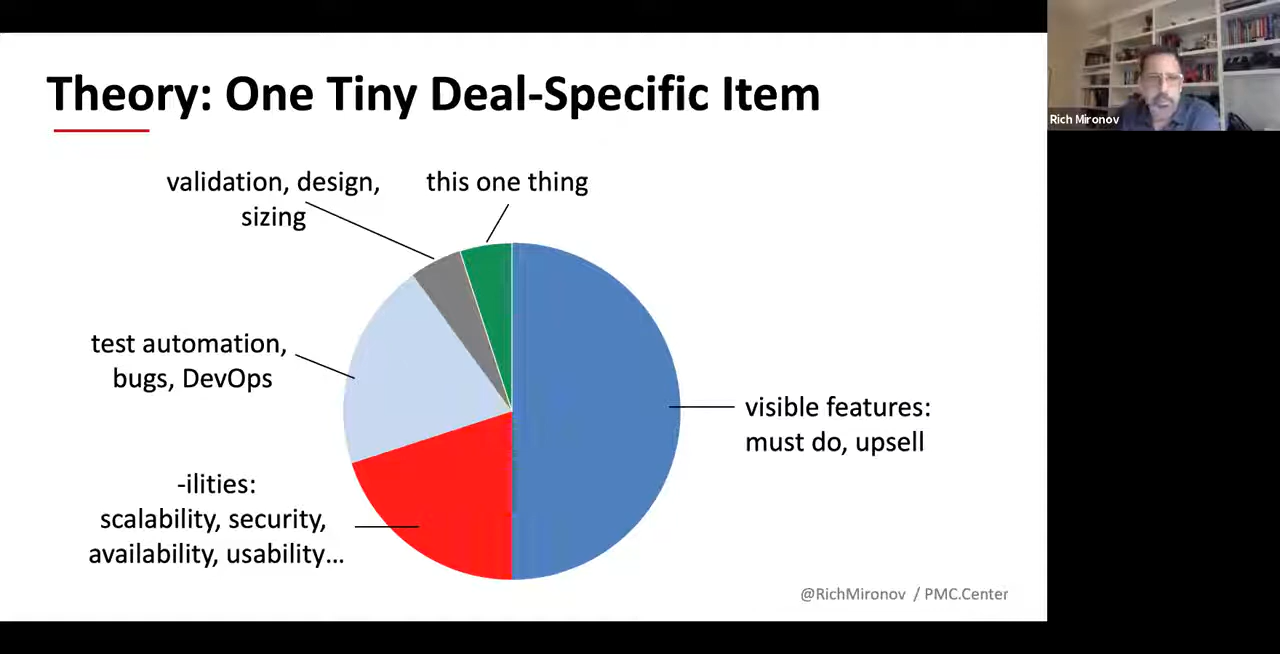 Theory: One Tiny Deal-Specific Item
Rich Mironov
validation, design,
sizing
this one thing
test automation,
bugs, DevOps
visible features:
must do, upsell
-ilities:
scalability, security,
availability, usability…
@RichMironov / PMC.Center